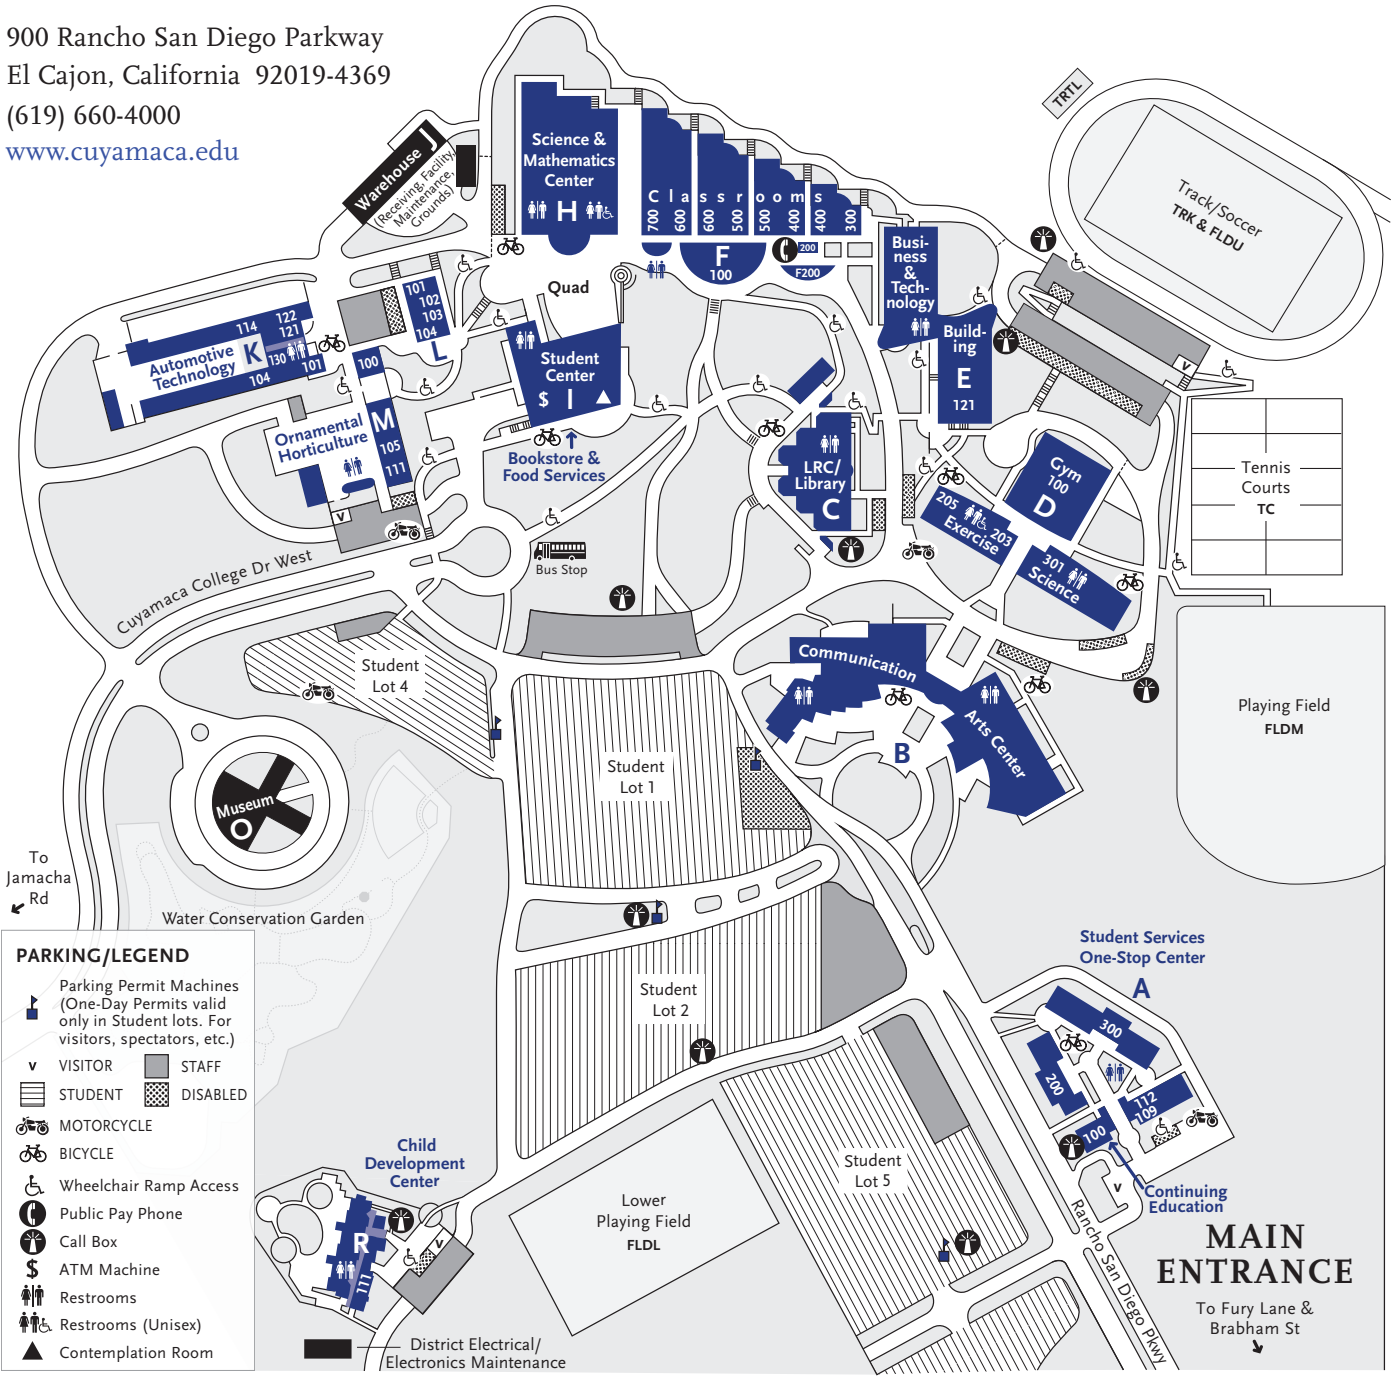 900 Rancho San Diego Parkway
El Cajon, California 92019-4369
(619) 660-4000
www.cuyamaca.edu
TRTL
Track/Soccer
TRK & FLDU
Warehouse J
(Receiving, Facility,
Maintenance,
Grounds)
Science &
Mathematics
Center
H
Classrooms
700
600
600
500
500
400
400
300
F
100
200
F200
Quad
Busi-
ness
&
Tech-
nology
Build-
ing
E
121
101
102
103
104
L
114
122
121
Automotive
Technology
K
130
101
104
100
Ornamental
Horticulture
M
105
111
V
Student
Center
$ I
Bookstore &
Food Services
LRC/
Library
C
Gym
100
D
205
203
Exercise
301
Science
V
Tennis
Courts
TC
Bus Stop
Cuyamaca College Dr West
Student
Lot 4
Student
Lot 1
Communication
Arts Center
B
Playing Field
FLDM
Museum
O
To
Jamacha
Rd
Water Conservation Garden
Student
Lot 2
Student Services
One-Stop Center
A
300
200
112
109
100
V
Continuing
Education
Student
Lot 5
Child
Development
Center
R
111
V
Lower
Playing Field
FLDL
Rancho San Diego Pkwy
MAIN
ENTRANCE
To Fury Lane &
Brabham St
District Electrical/
Electronics Maintenance
PARKING/LEGEND
Parking Permit Machines
(One-Day Permits valid
only in Student lots. For
visitors, spectators, etc.)
V VISITOR
STAFF
STUDENT
DISABLED
MOTORCYCLE
BICYCLE
Wheelchair Ramp Access
Public Pay Phone
Call Box
$ ATM Machine
Restrooms
Restrooms (Unisex)
Contemplation Room